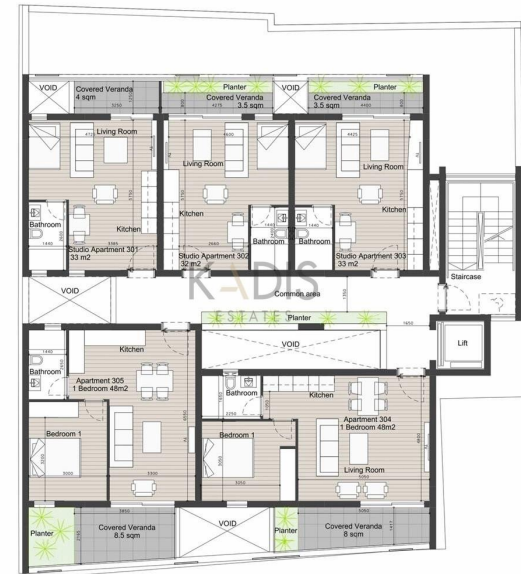 VOID
Covered Veranda
4 sqm
Planter
Covered Veranda
3.5 sqm
VOID
Planter
Covered Veranda
3.5 sqm
Living Room
Living Room
Living Room
Kitchen
Kitchen
Kitchen
Bathroom
Bathroom
Bathroom
Studio Apartment 301
33 m2
Studio Apartment 302
32 m2
Studio Apartment 303
33 m2
Staircase
KADIS
ESTATE
VOID
Common area
Planter
VOID
Lift
Kitchen
Bathroom
Apartment 305
1 Bedroom 48m2
Bathroom
Kitchen
Apartment 304
1 Bedroom 48m2
Bedroom 1
Bedroom 1
Living Room
Planter
Covered Veranda
8.5 sqm
VOID
Planter
Covered Veranda
8 sqm